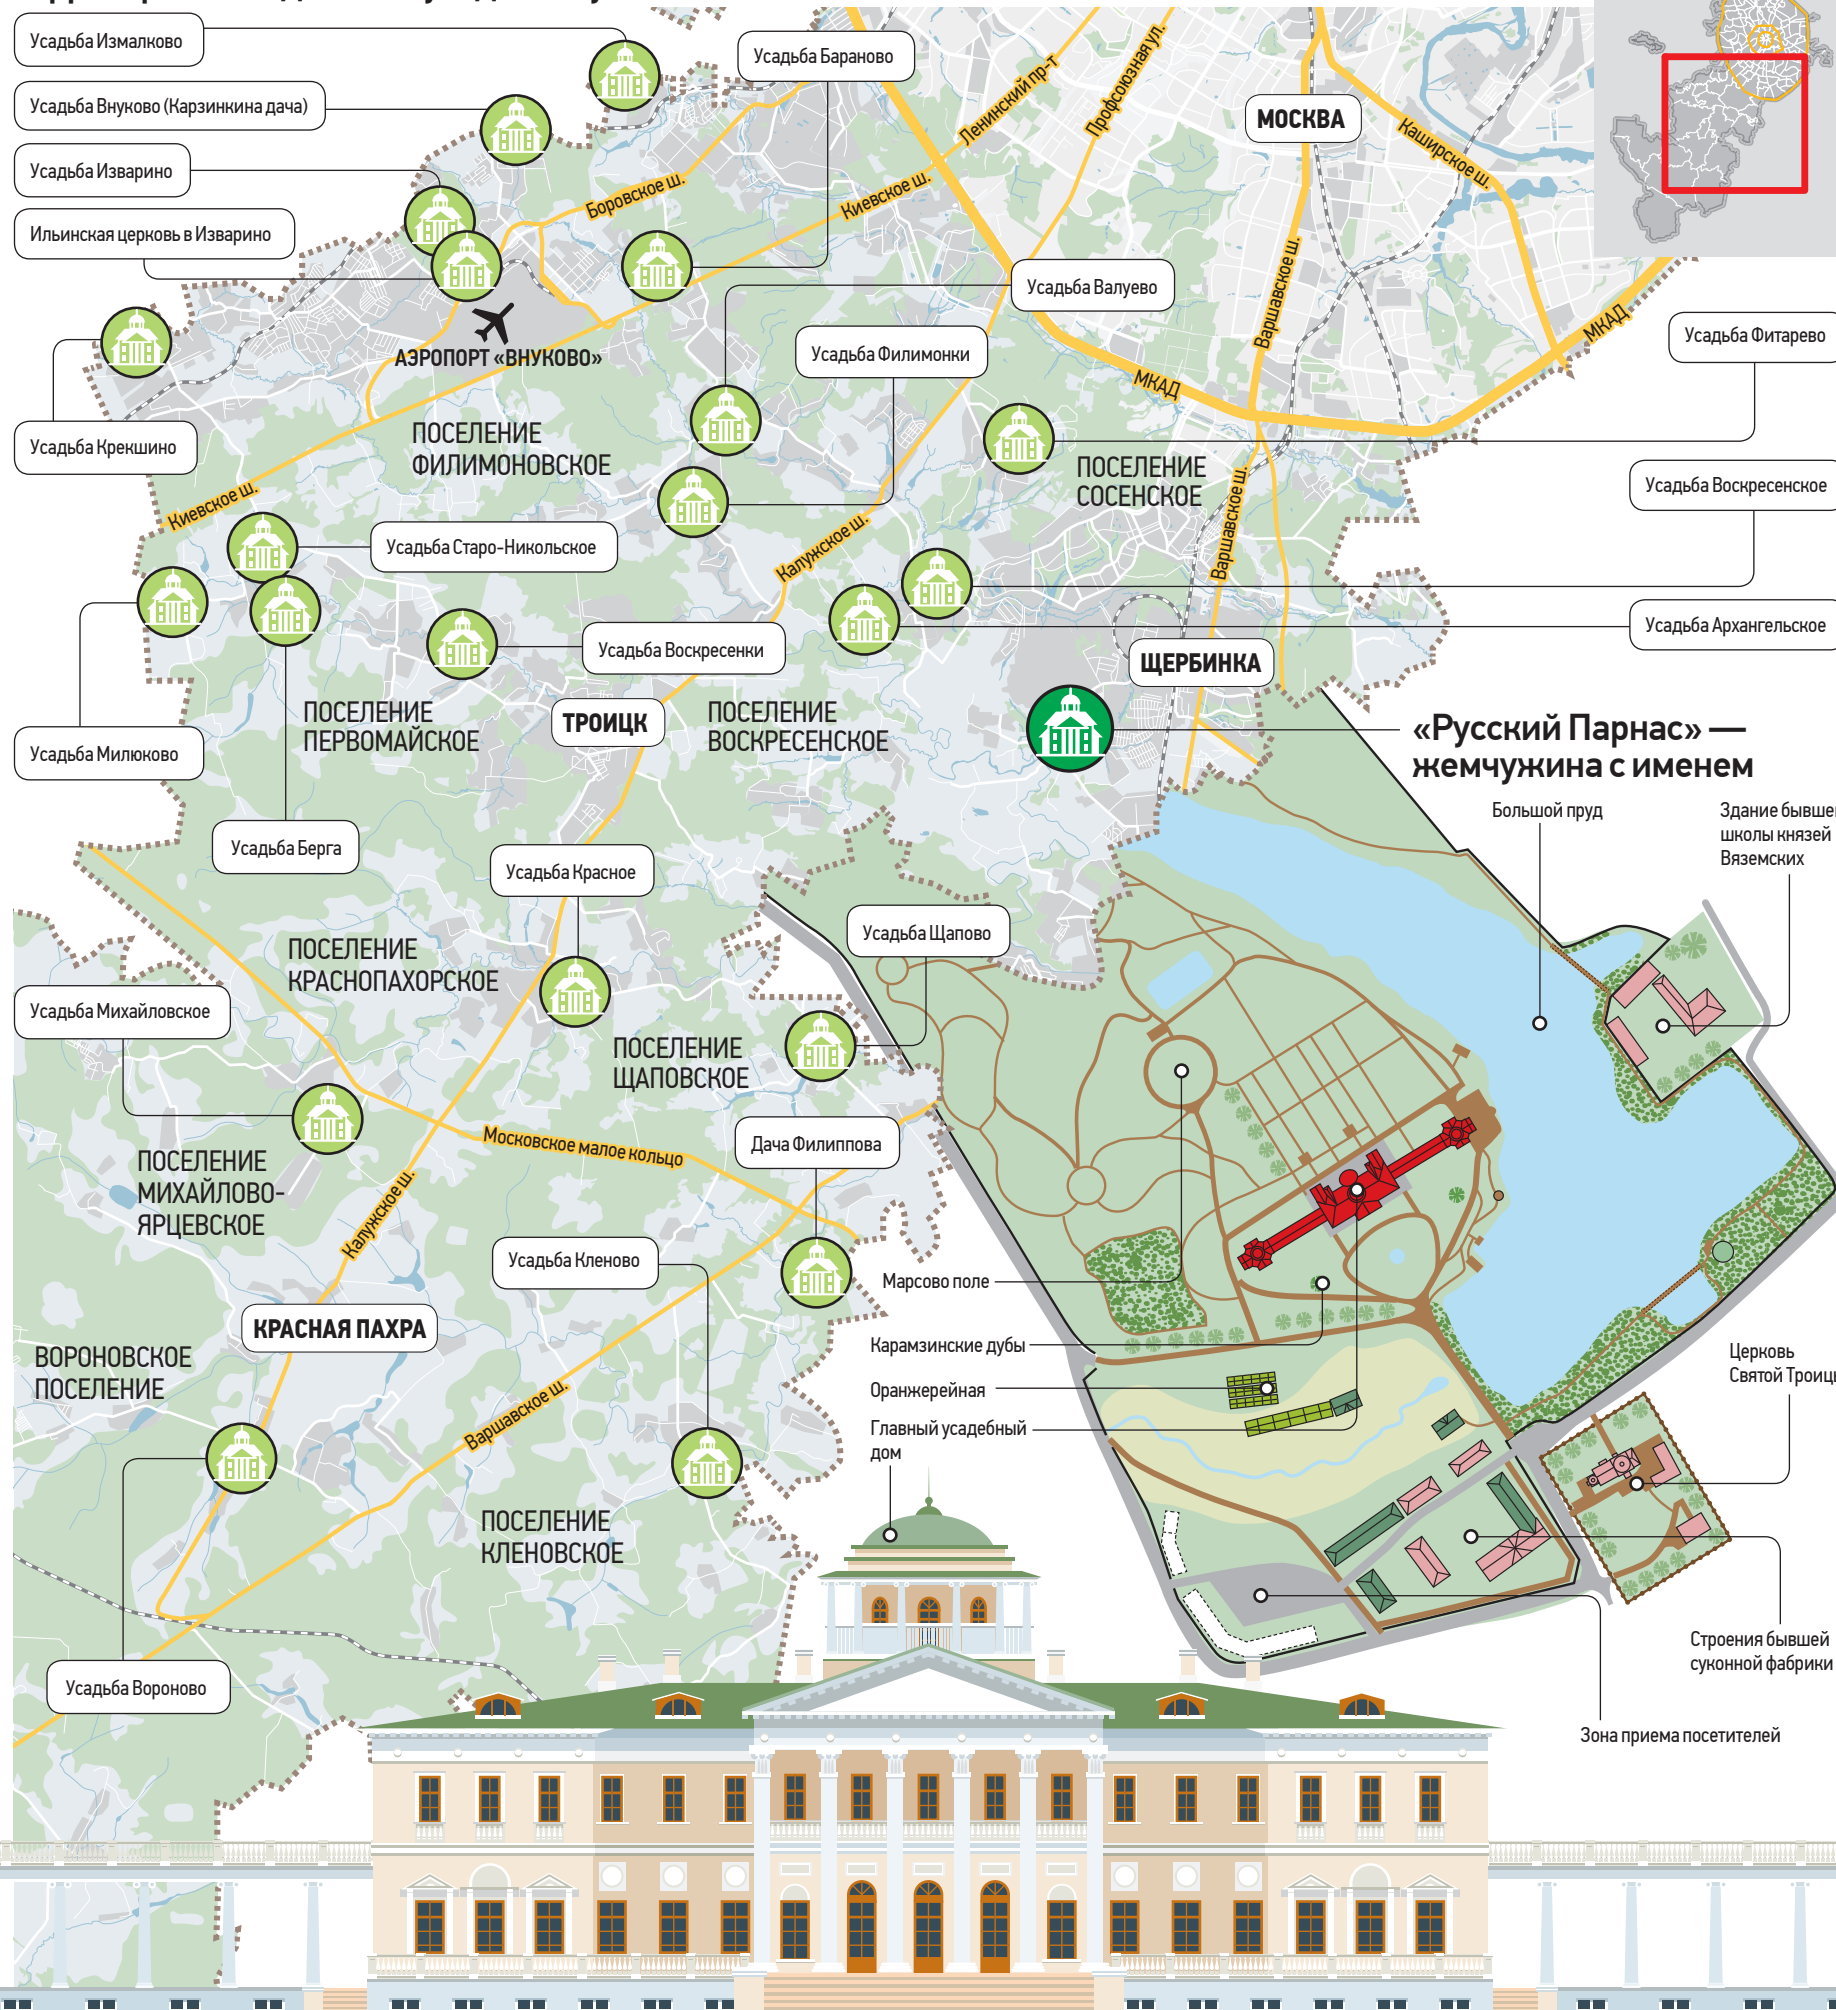 Усадьба Измалково
Усадьба Бараново
Усадьба Внуково (Карзинкина дача)
Усадьба Изварино
Ильинская церковь в Изварино
Ленинский пр-т
Профсоюзная ул.
МОСКВА
Каширское ш.
Боровское ш.
Киевское ш.
Варшавское ш.
МКАД
МКАД
Усадьба Валуево
АЭРОПОРТ «ВНУКОВО»
Усадьба Филимонки
Усадьба Фитарево
Усадьба Крекшино
ПОСЕЛЕНИЕ
ФИЛИМОНОВСКОЕ
ПОСЕЛЕНИЕ
СОСЕНСКОЕ
Усадьба Воскресенское
Киевское ш.
Калужское ш.
Варшавское ш.
Усадьба Старо-Никольское
Усадьба Воскресенки
Усадьба Архангельское
ЩЕРБИНКА
Усадьба Милюково
ПОСЕЛЕНИЕ
ПЕРВОМАЙСКОЕ
ТРОИЦК
ПОСЕЛЕНИЕ
ВОСКРЕСЕНСКОЕ
«Русский Парнас» —
жемчужина с именем
Большой пруд
Здание бывшей
школы князей
Вяземских
Усадьба Берга
Усадьба Красное
Усадьба Щапово
ПОСЕЛЕНИЕ
КРАСНОПАХОРСКОЕ
Усадьба Михайловское
ПОСЕЛЕНИЕ
ЩАПОВСКОЕ
Московское малое кольцо
Дача Филиппова
ПОСЕЛЕНИЕ
МИХАЙЛОВО-
ЯРЦЕВСКОЕ
Калужское ш.
Усадьба Кленово
КРАСНАЯ ПАХРА
ВОРОНОВСКОЕ
ПОСЕЛЕНИЕ
Варшавское ш.
Марсово поле
Карамзинские дубы
Оранжерейная
Главный усадебный
дом
Церковь
Святой Троицы
ПОСЕЛЕНИЕ
КЛЕНОВСКОЕ
Усадьба Вороново
Строения бывшей
суконной фабрики
Зона приема посетителей